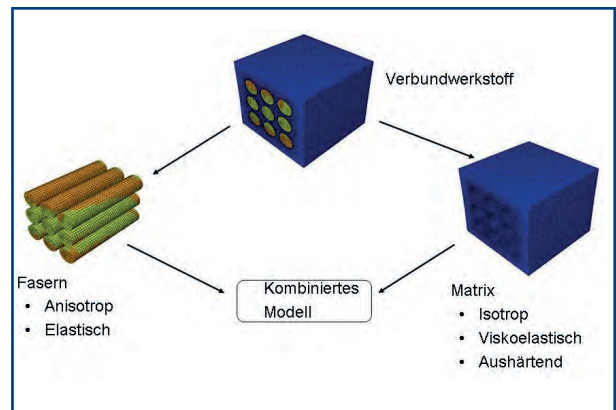 Verbundwerkstoff
Fasern
• Anisotrop
• Elastisch
Kombiniertes
Modell
Matrix
• Isotrop
• Viskoelastisch
• Aushärtend